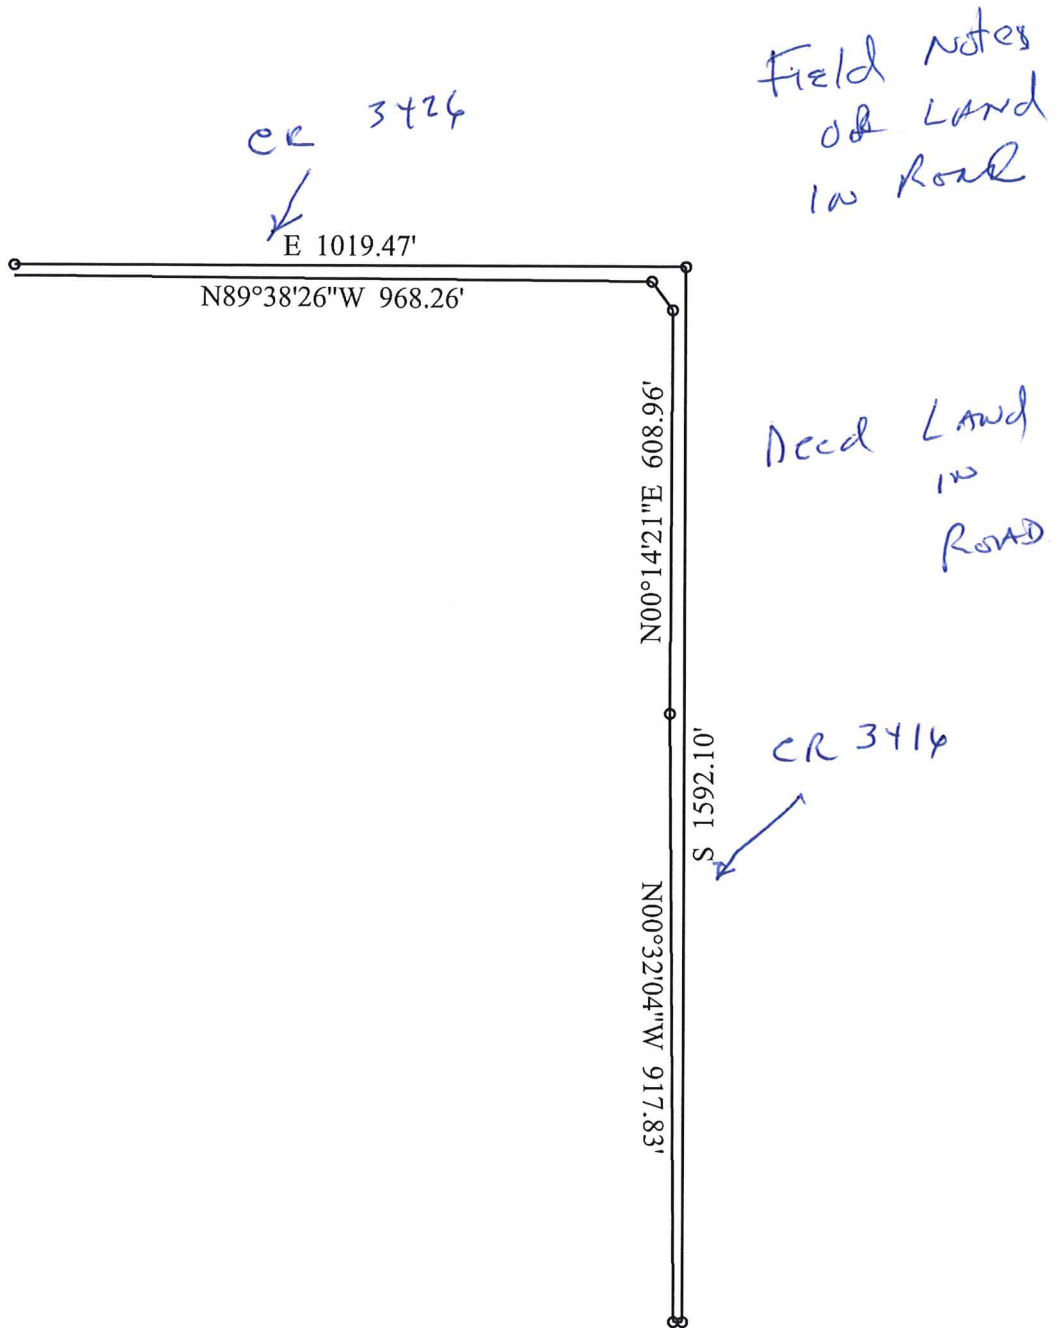 Field Notes
OF LAND
IN ROAD
CR 3426
E 1019.47'
N89°38'26"W 968.26'
N00°14'21"E 608.96'
Deed LAND
IN
ROAD
S 1592.10'
CR 3416
N00°32'04"W 917.83'